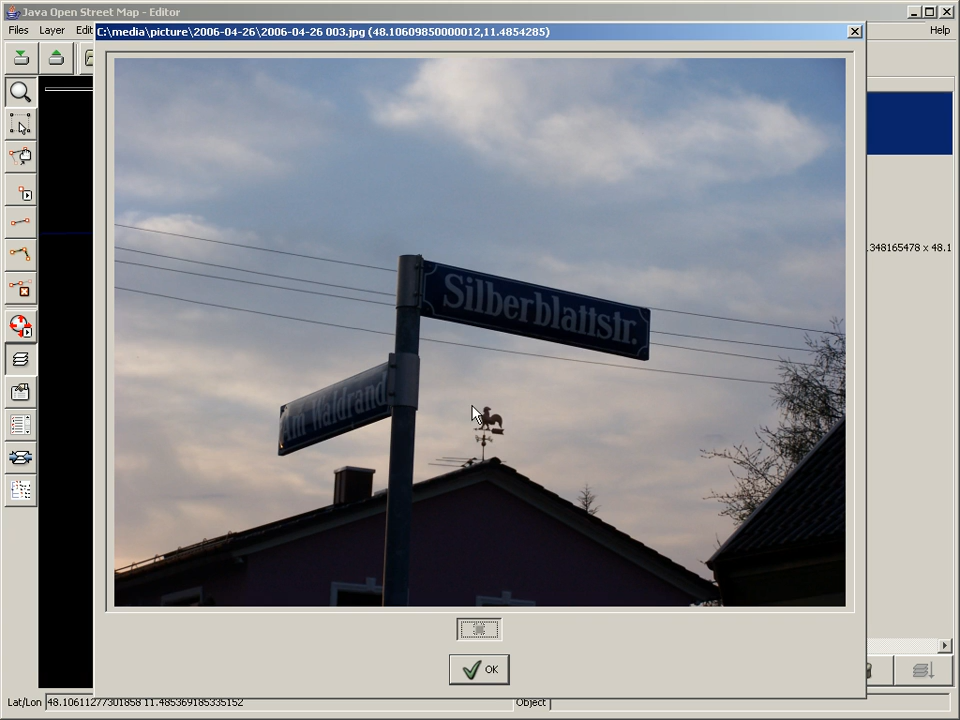 Java Open Street Map - Editor
Files Layer Edit
Help
C:\media\picture\2006-04-26\2006-04-26 003.jpg (48.10609850000012,11.4854285)
.348165478 x 48.1
Silberblattstr.
Am Waldrand
OK
Lat/Lon 48.10611277301858 11.485369185335152
Object